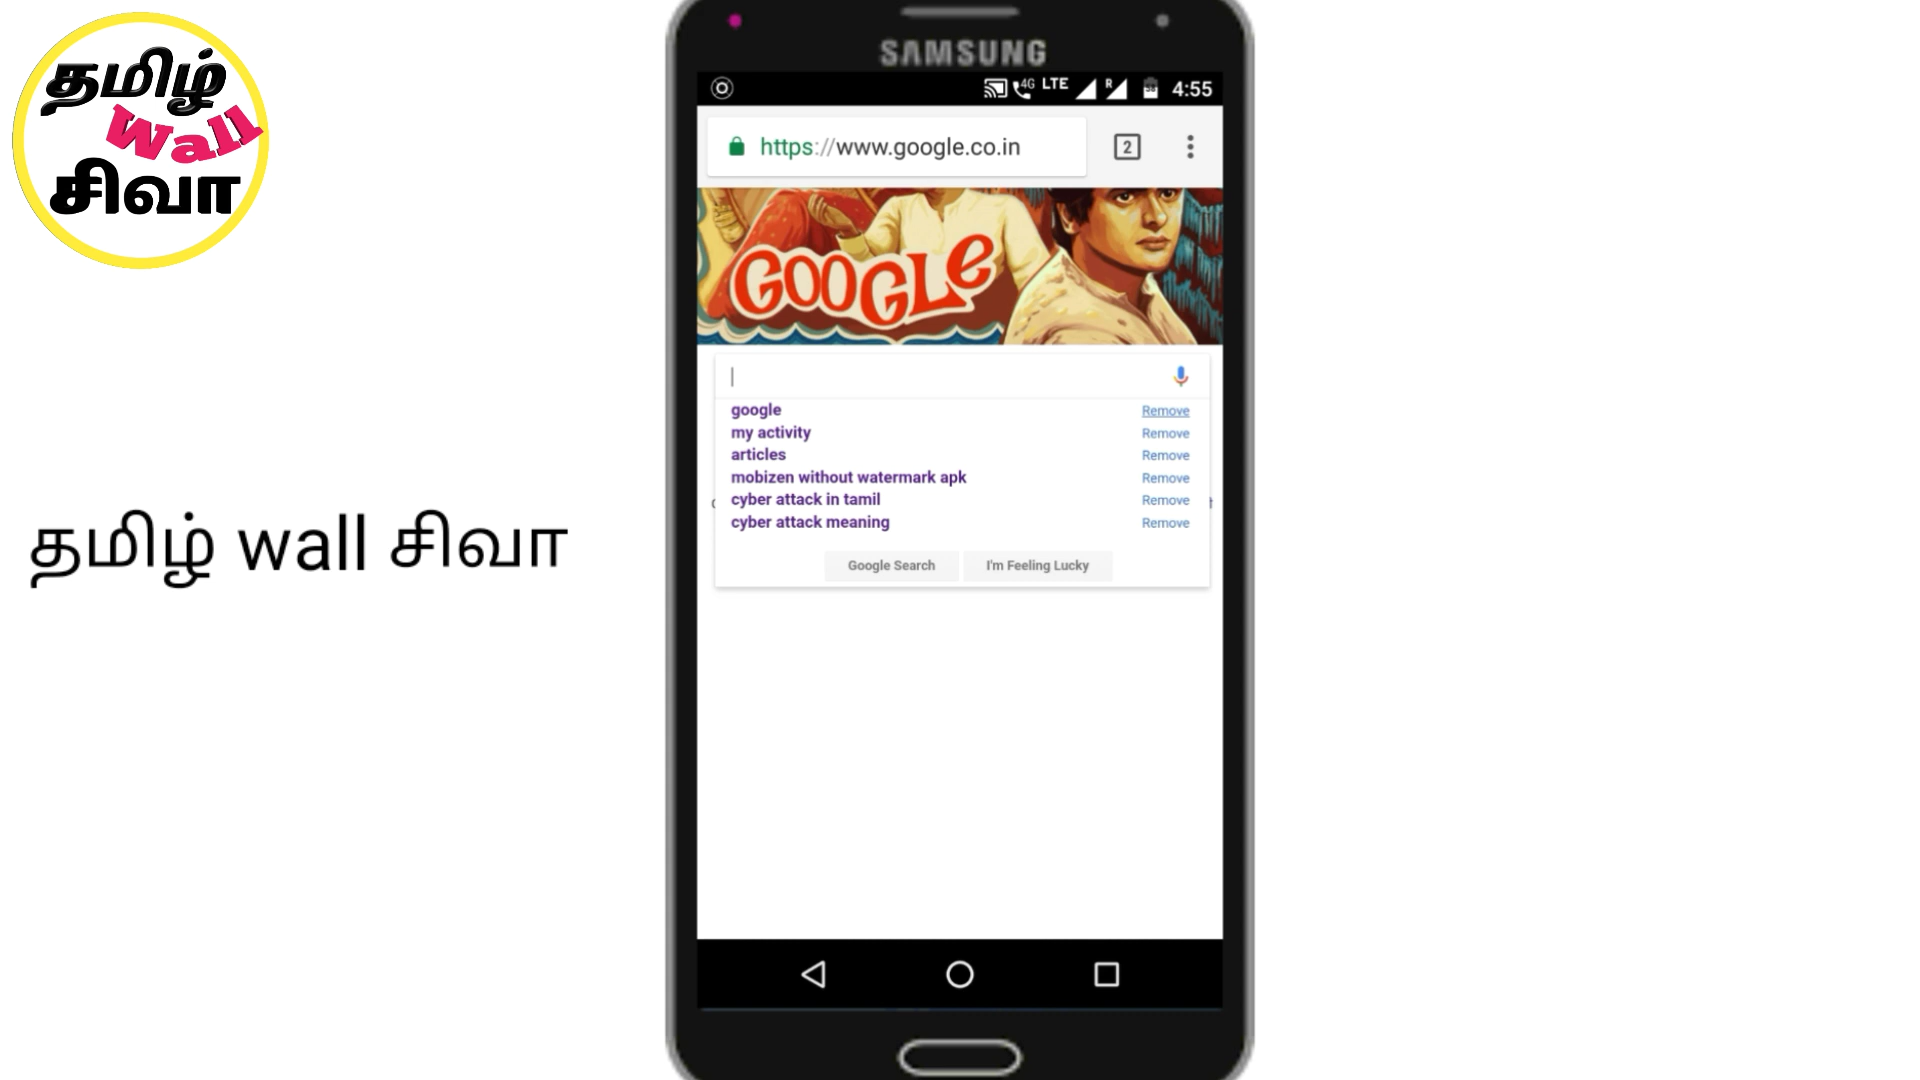 தமிழ்
Wall
சிவா
தமிழ் wall சிவா
SAMSUNG
4G LTE R 4:55
https://www.google.co.in 2
GOOGLE
google Remove
my activity Remove
articles Remove
mobizen without watermark apk Remove
cyber attack in tamil Remove
cyber attack meaning Remove
Google Search I'm Feeling Lucky